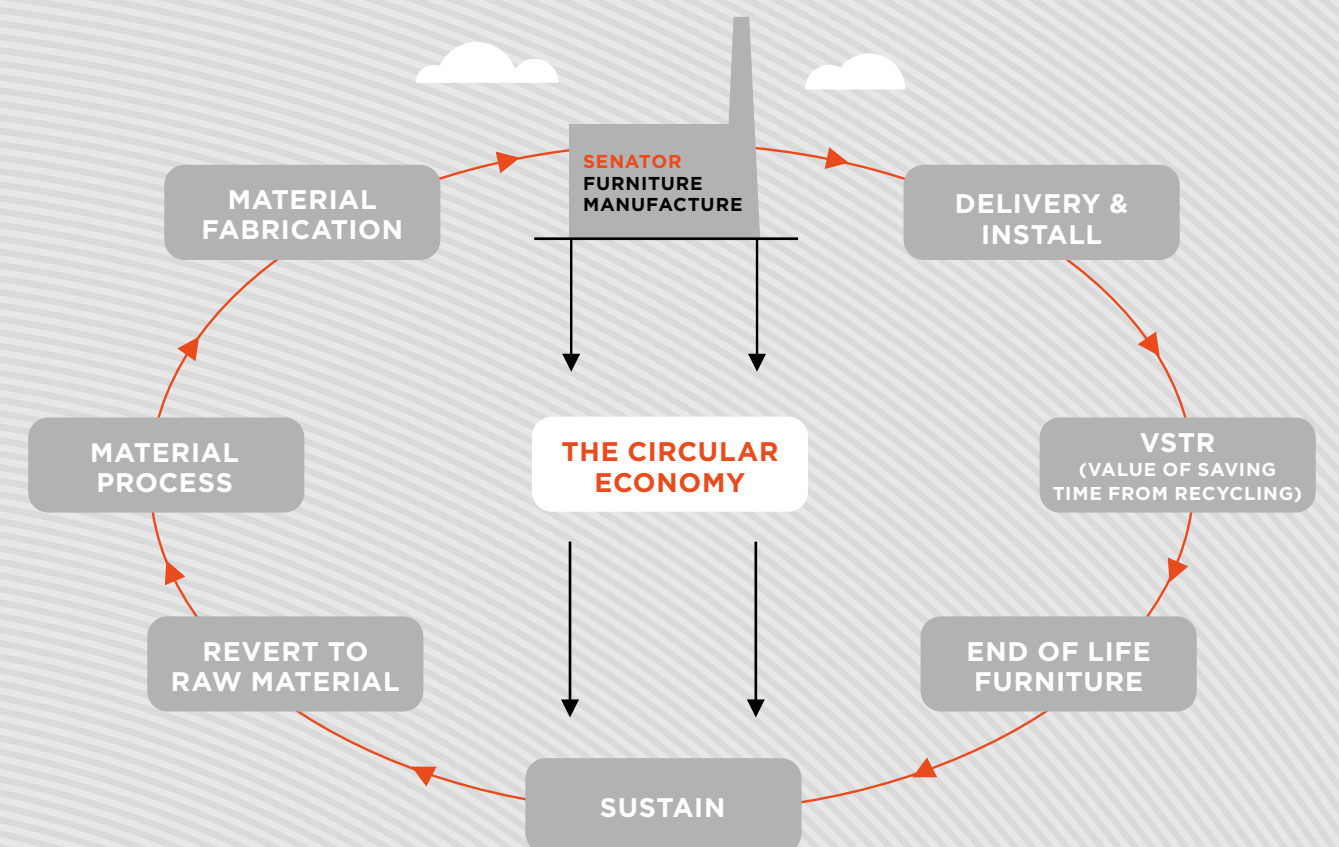 SENATOR
FURNITURE
MANUFACTURE
MATERIAL
FABRICATION
DELIVERY &
INSTALL
MATERIAL
PROCESS
THE CIRCULAR
ECONOMY
VSTR
(VALUE OF SAVING
TIME FROM RECYCLING)
REVERT TO
RAW MATERIAL
END OF LIFE
FURNITURE
SUSTAIN